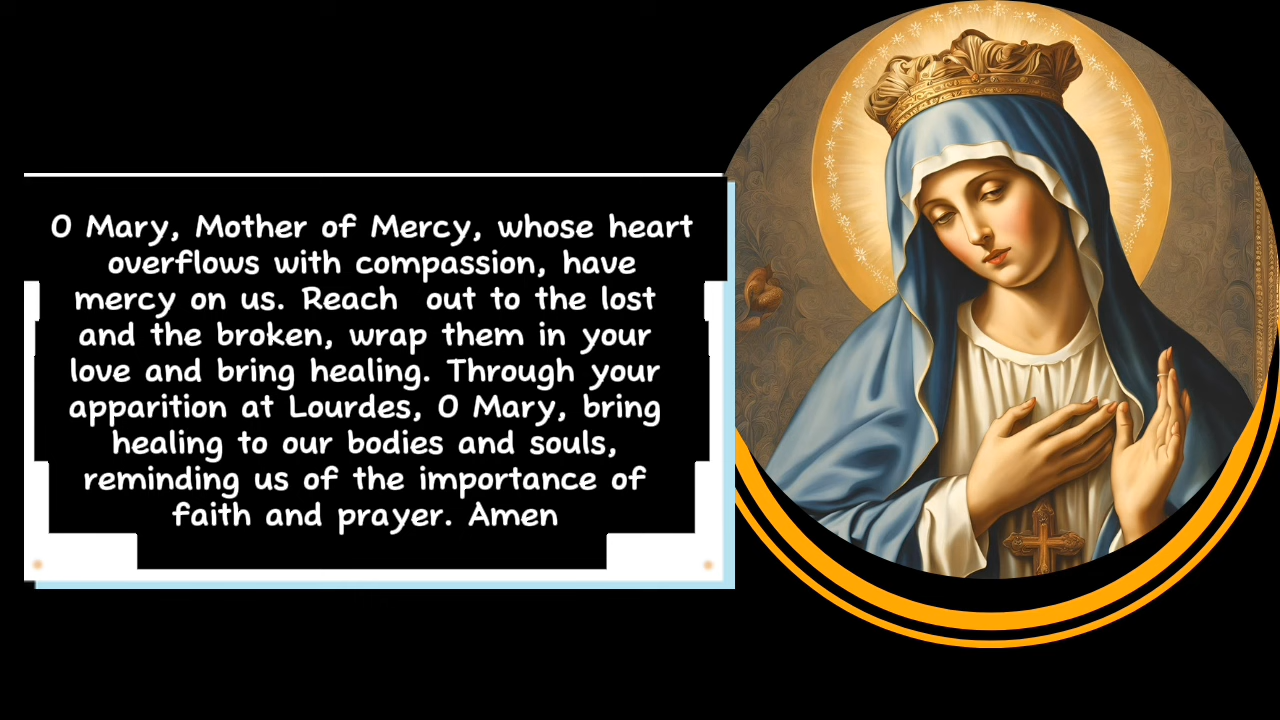 O Mary, Mother of Mercy, whose heart
overflows with compassion, have
mercy on us. Reach  out to the lost
and the broken, wrap them in your
love and bring healing. Through your
apparition at Lourdes, O Mary, bring
healing to our bodies and souls,
reminding us of the importance of
faith and prayer. Amen